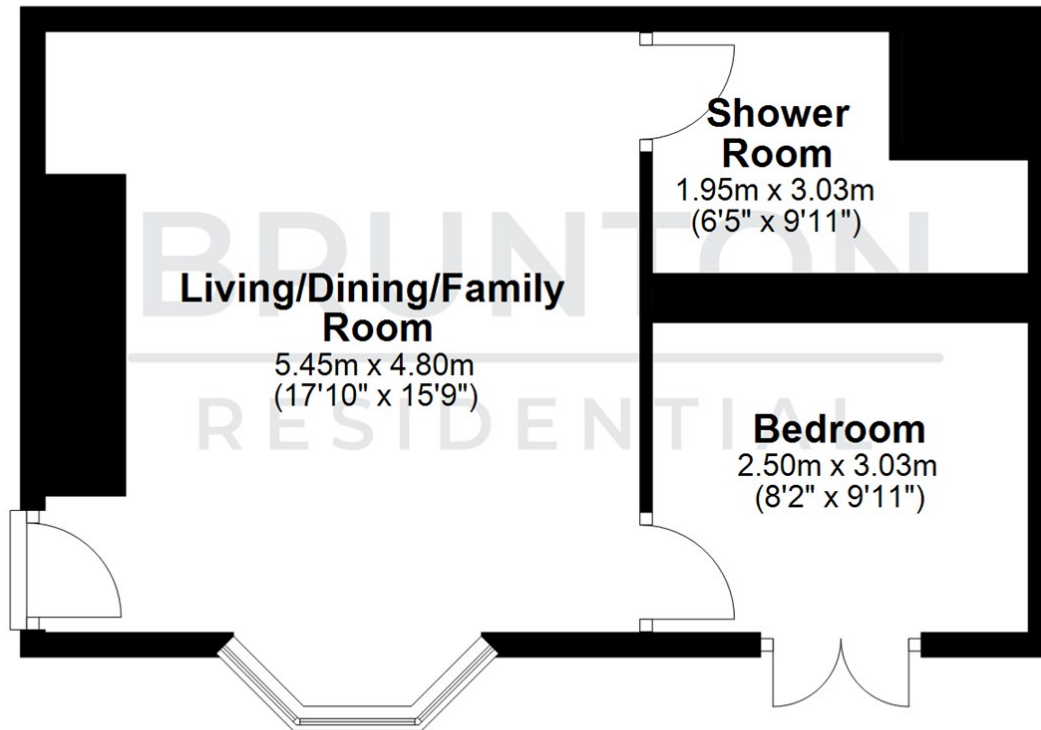 Shower
Room
1.95m x 3.03m
(6'5" x 9'11")
BRUNTON
Living/Dining/Family
Room
5.45m x 4.80m
(17'10" x 15'9")
RESIDENTIAL
Bedroom
2.50m x 3.03m
(8'2" x 9'11")